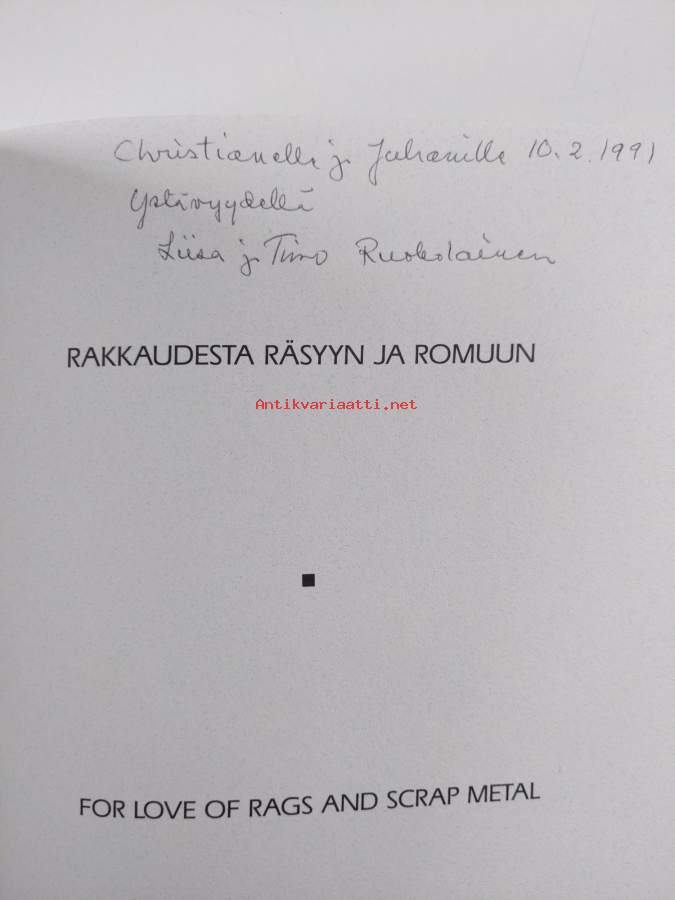 Christianelle ja Juhanille 10.2.1991
Ystävyydellä
Liisa ja Timo Ruokolainen
RAKKAUDESTA RÄSYYN JA ROMUUN
Antikvariaatti.net
FOR LOVE OF RAGS AND SCRAP METAL